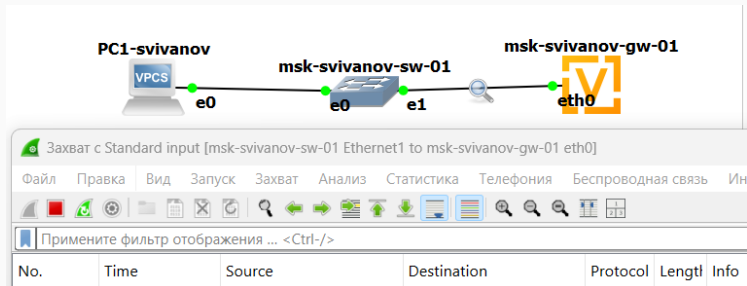 PC1-svivanov
msk-svivanov-sw-01
msk-svivanov-gw-01
VPCS
V
e0
e0
e1
eth0
Захват с Standard input [msk-svivanov-sw-01 Ethernet1 to msk-svivanov-gw-01 eth0]
Файл Правка Вид Запуск Захват Анализ Статистика Телефония Беспроводная связь Ин
Примените фильтр отображения ... <Ctrl-/>
No. Time Source Destination Protocol Length Info